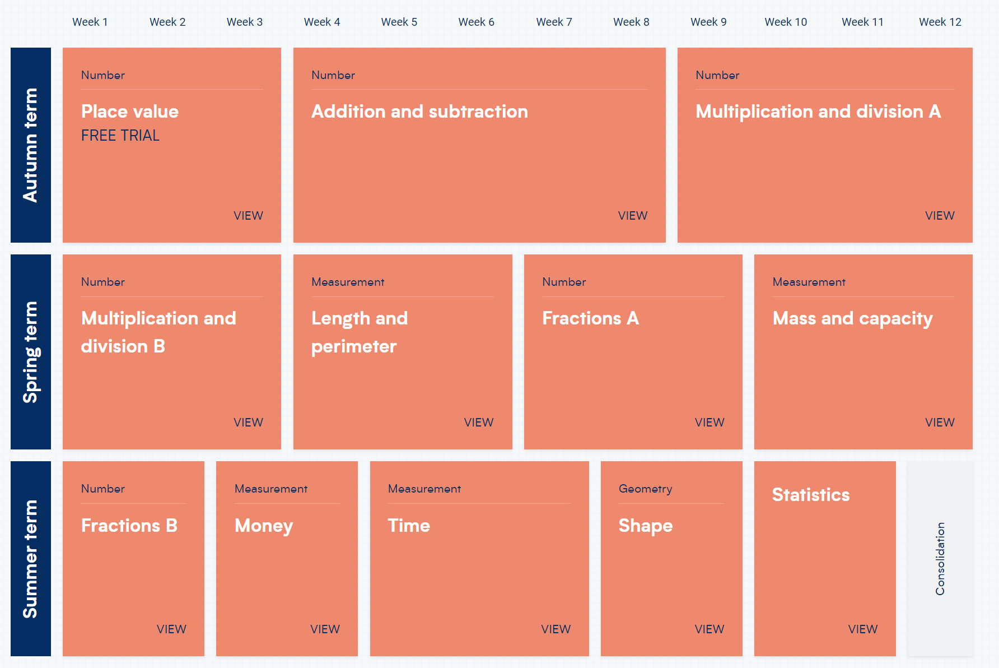 Week 1 Week 2 Week 3 Week 4 Week 5 Week 6 Week 7 Week 8 Week 9 Week 10 Week 11 Week 12
Autumn term
Number
Place value
FREE TRIAL
VIEW
Number
Addition and subtraction
VIEW
Number
Multiplication and division A
VIEW
Spring term
Number
Multiplication and
division B
VIEW
Measurement
Length and
perimeter
VIEW
Number
Fractions A
VIEW
Measurement
Mass and capacity
VIEW
Summer term
Number
Fractions B
VIEW
Measurement
Money
VIEW
Measurement
Time
VIEW
Geometry
Shape
VIEW
Statistics
VIEW
Consolidation